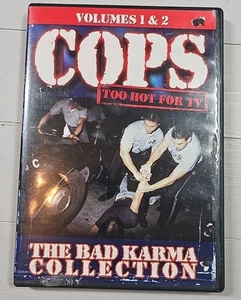 VOLUMES 1 & 2
COPS
TOO HOT FOR TV
THE BAD KARMA
COLLECTION